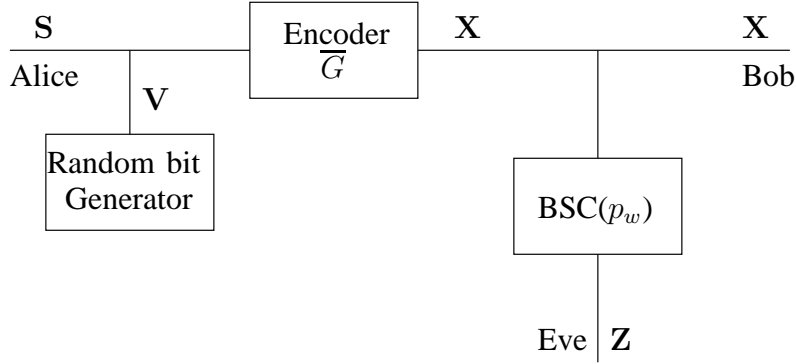 S
Encoder
G̅
X
X
Alice
Bob
V
Random bit
Generator
BSC(p_w)
Eve
Z